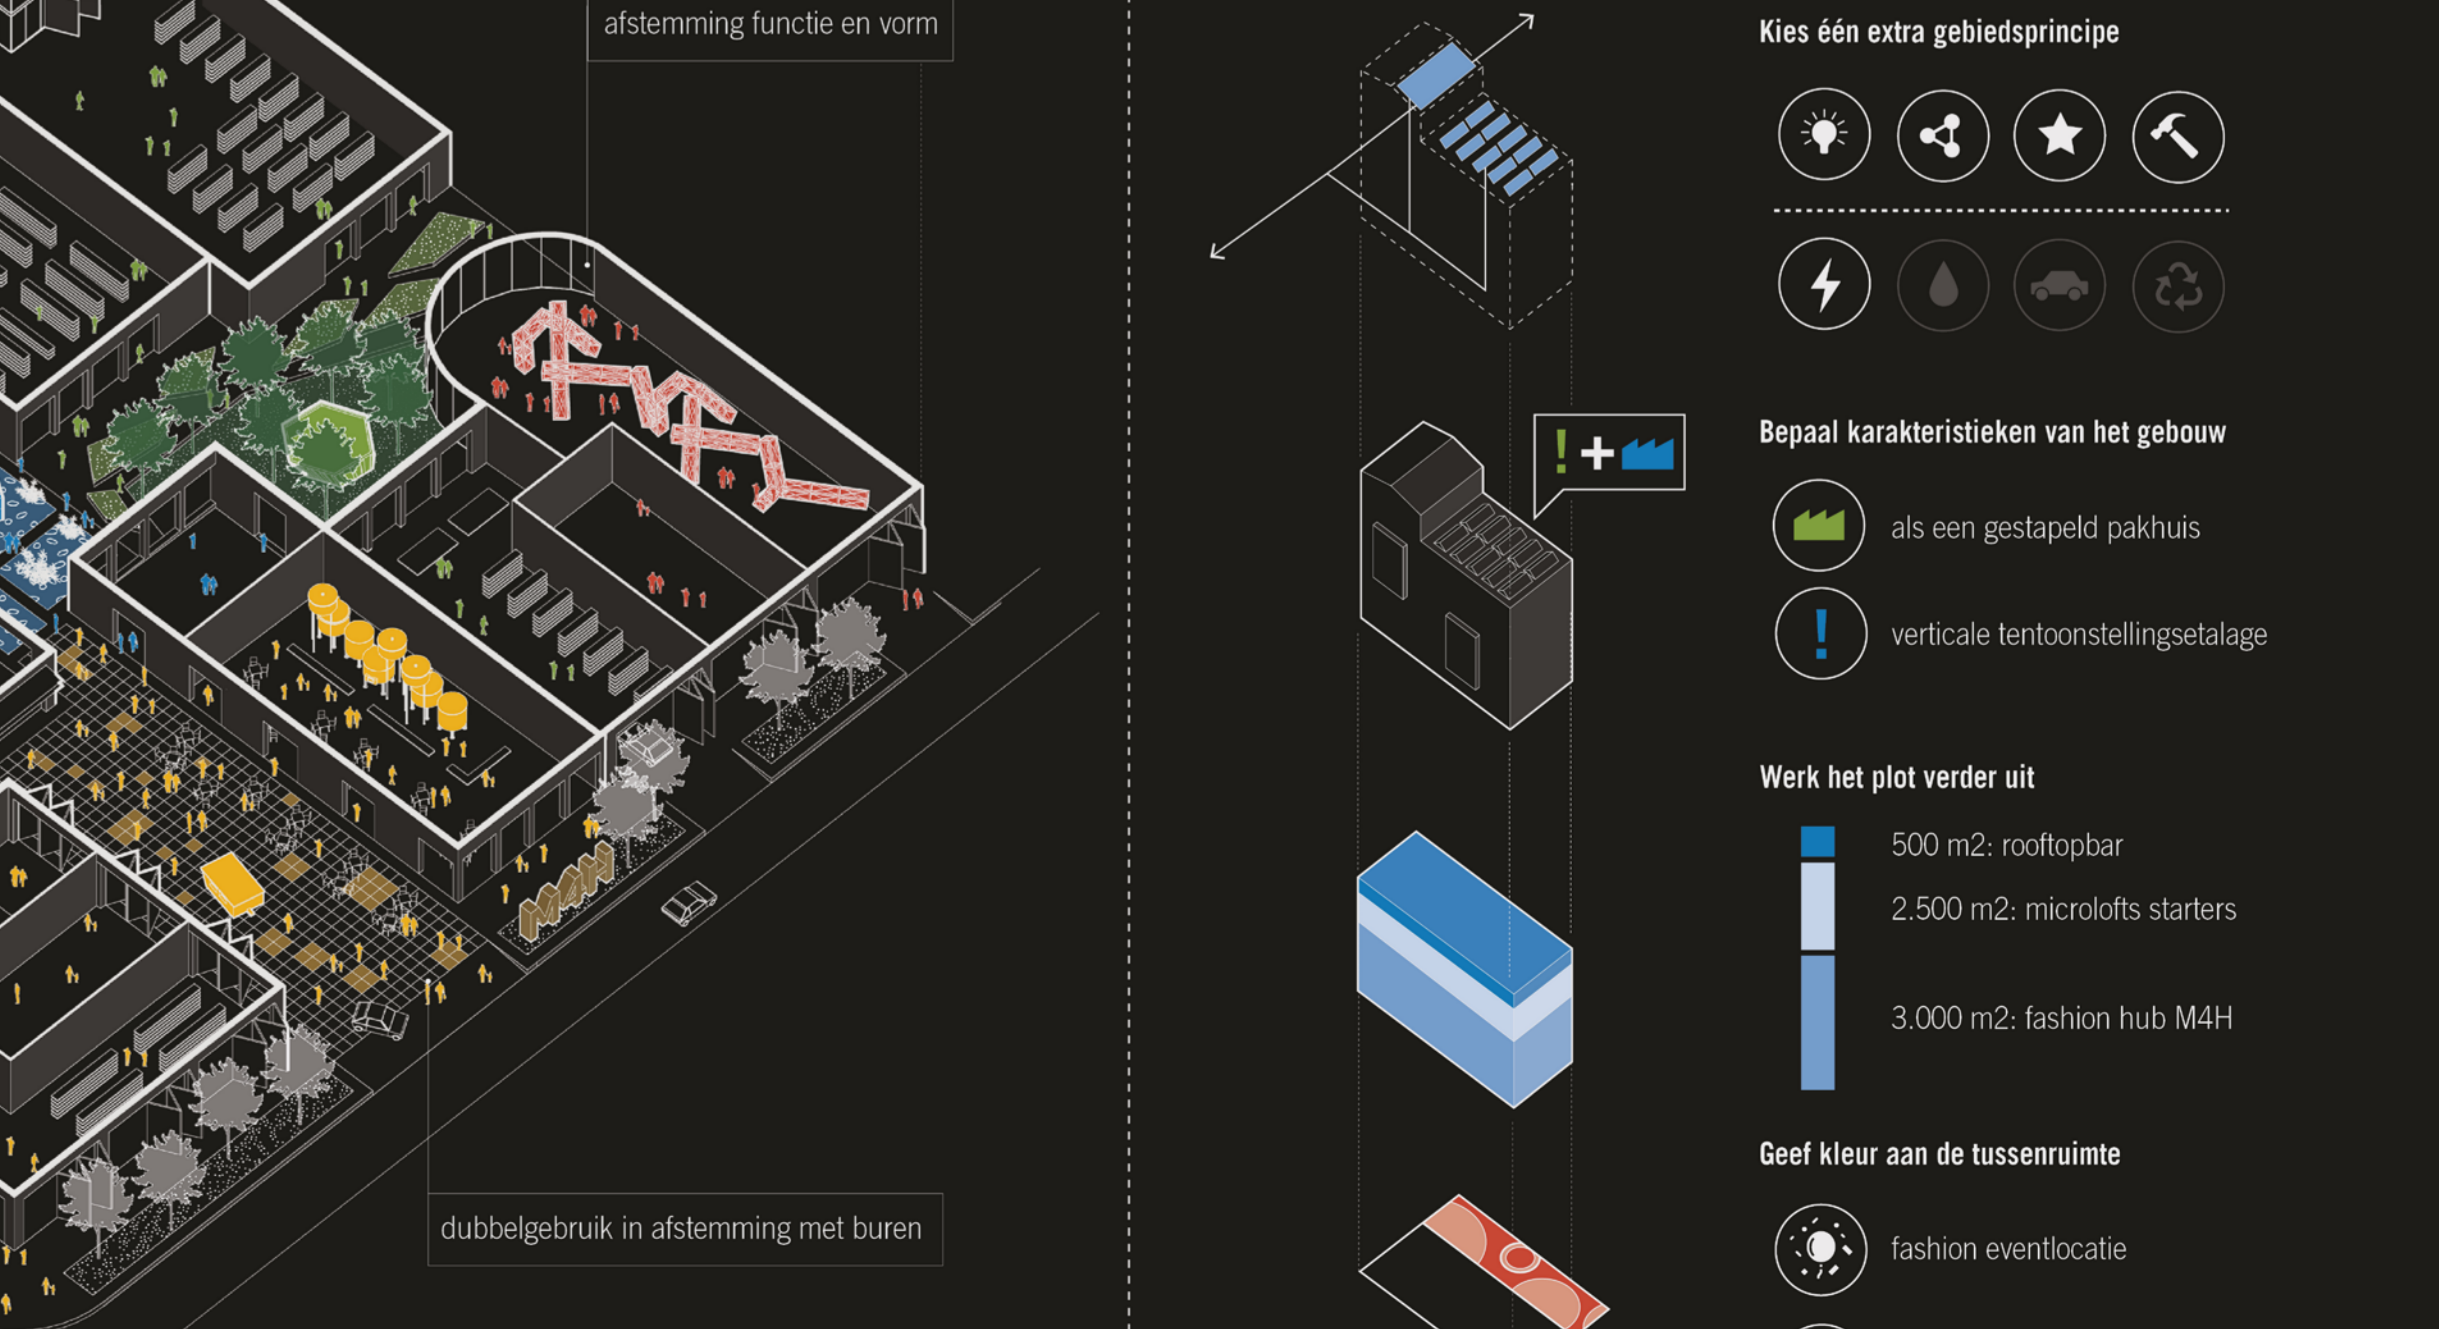 afstemming functie en vorm
M4H
dubbelgebruik in afstemming met buren
Kies één extra gebiedsprincipe
Bepaal karakteristieken van het gebouw
! +
als een gestapeld pakhuis
!
verticale tentoonstellingsetalage
Werk het plot verder uit
500 m2: rooftopbar
2.500 m2: microlofts starters
3.000 m2: fashion hub M4H
Geef kleur aan de tussenruimte
fashion eventlocatie